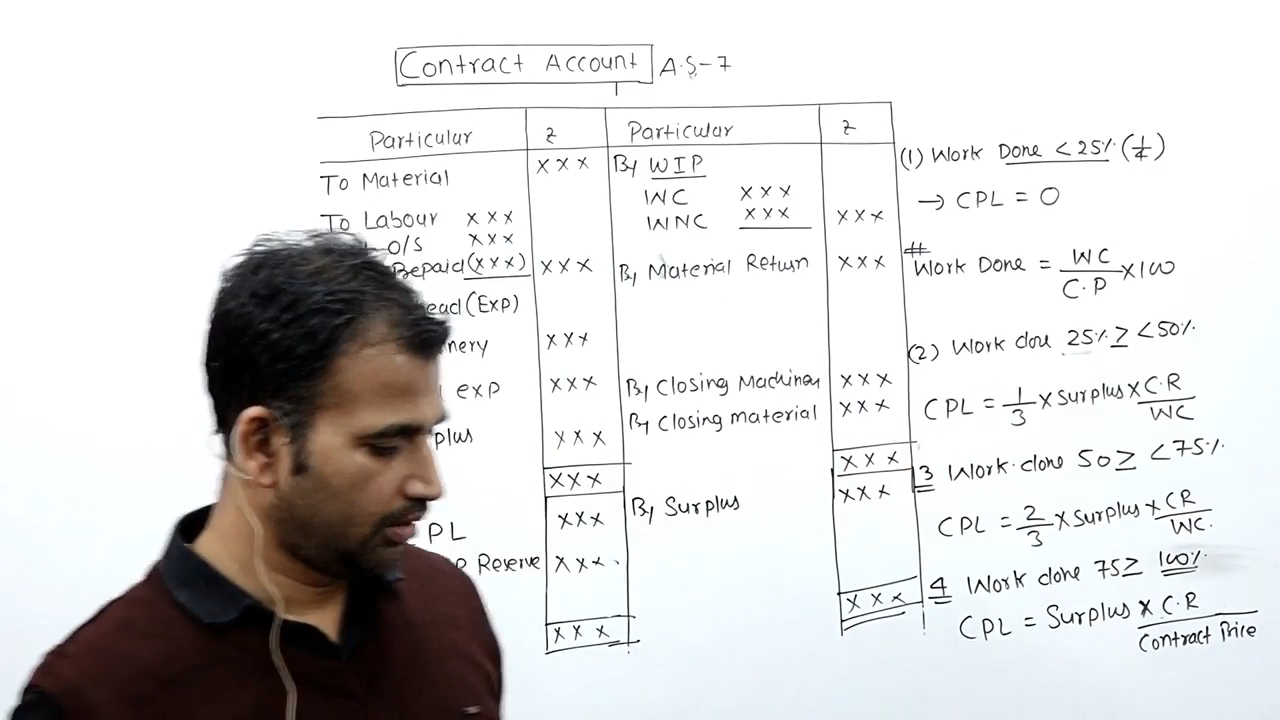 Contract Account A.S-7
Particular z Particular z
To Material xxx By WIP
WC xxx
WNC xxx xxx
To Labour xxx
O/S xxx
Bepaid (xxx) xxx
By Material Return xxx
(Exp)
xxx
exp xxx
By Closing Machinery xxx
By Closing material xxx
xxx
xxx xxx
By Surplus xxx
xxx
PL
Reserve xxx
xxx xxx
(1) Work Done < 25% (1/4)
→ CPL = 0
# Work Done = WC/C.P × 100
(2) Work done 25% ≥ < 50%
CPL = 1/3 × Surplus × C.R/WC
3 Work done 50 ≥ < 75%
CPL = 2/3 × Surplus × CR/WC.
4 Work done 75 ≥ 100%
CPL = Surplus × C.R/Contract Price